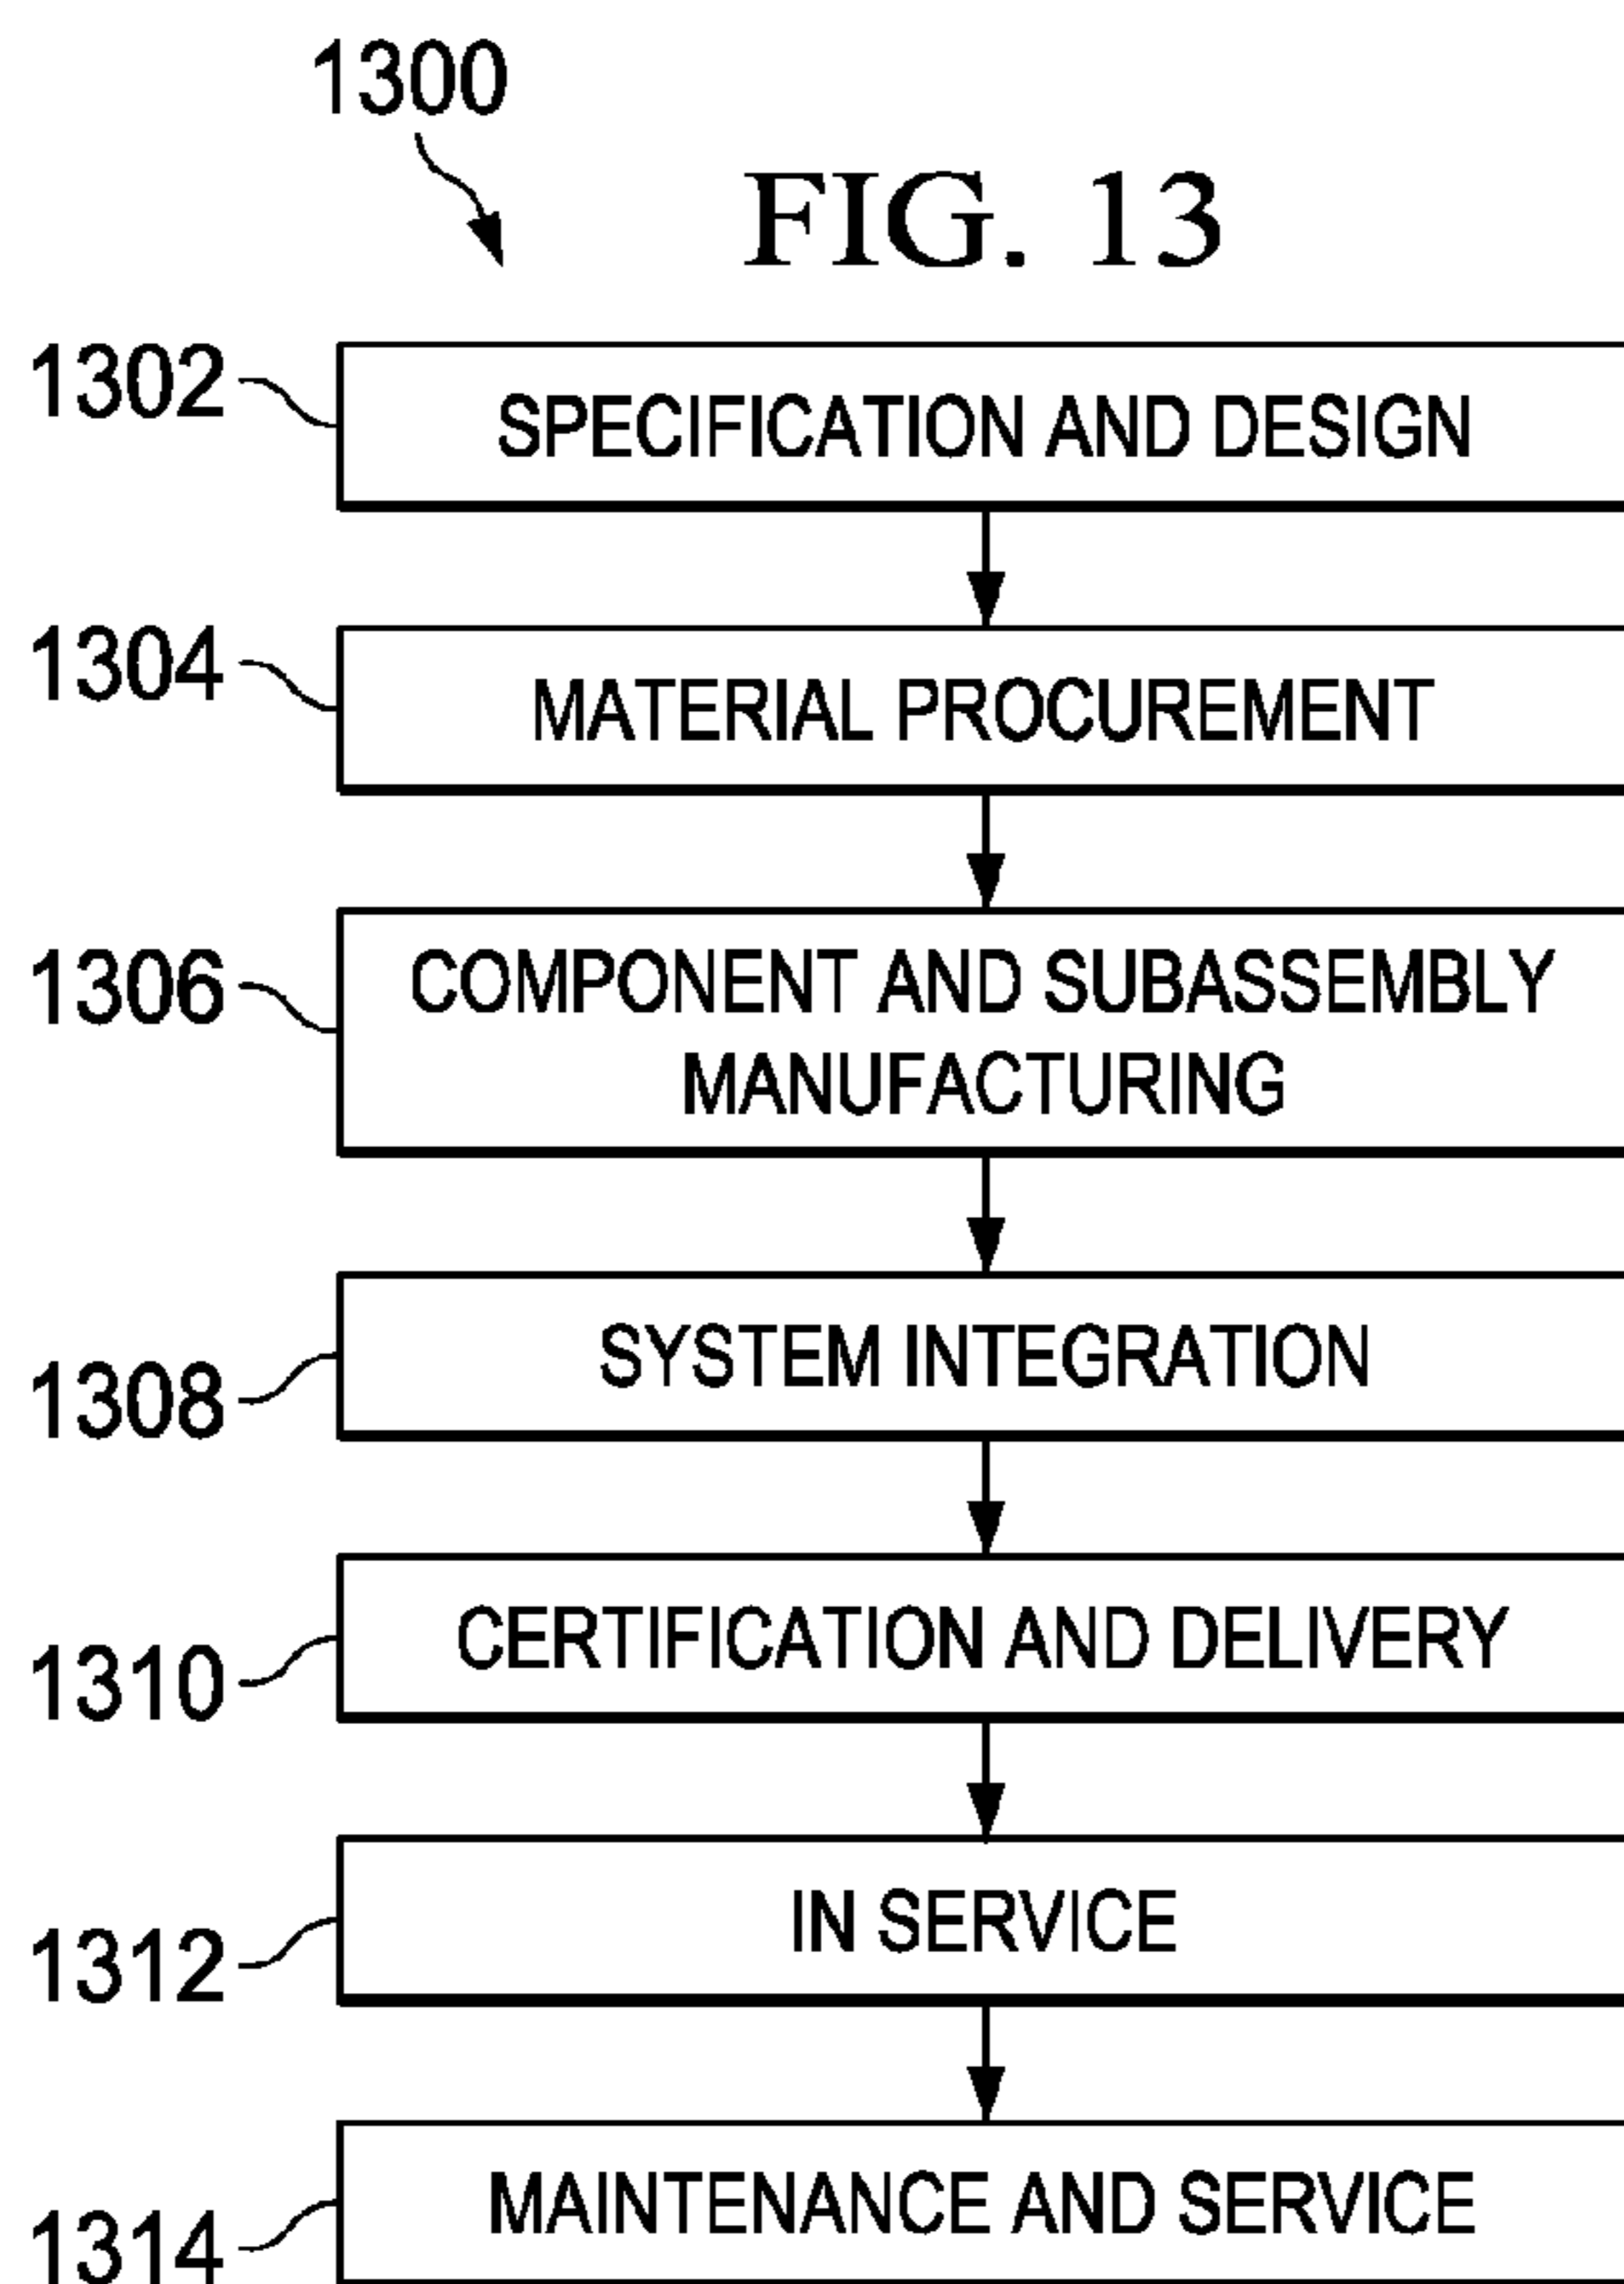 1300
FIG. 13
1302
SPECIFICATION AND DESIGN
1304
MATERIAL PROCUREMENT
1306
COMPONENT AND SUBASSEMBLY
MANUFACTURING
1308
SYSTEM INTEGRATION
1310
CERTIFICATION AND DELIVERY
1312
IN SERVICE
1314
MAINTENANCE AND SERVICE